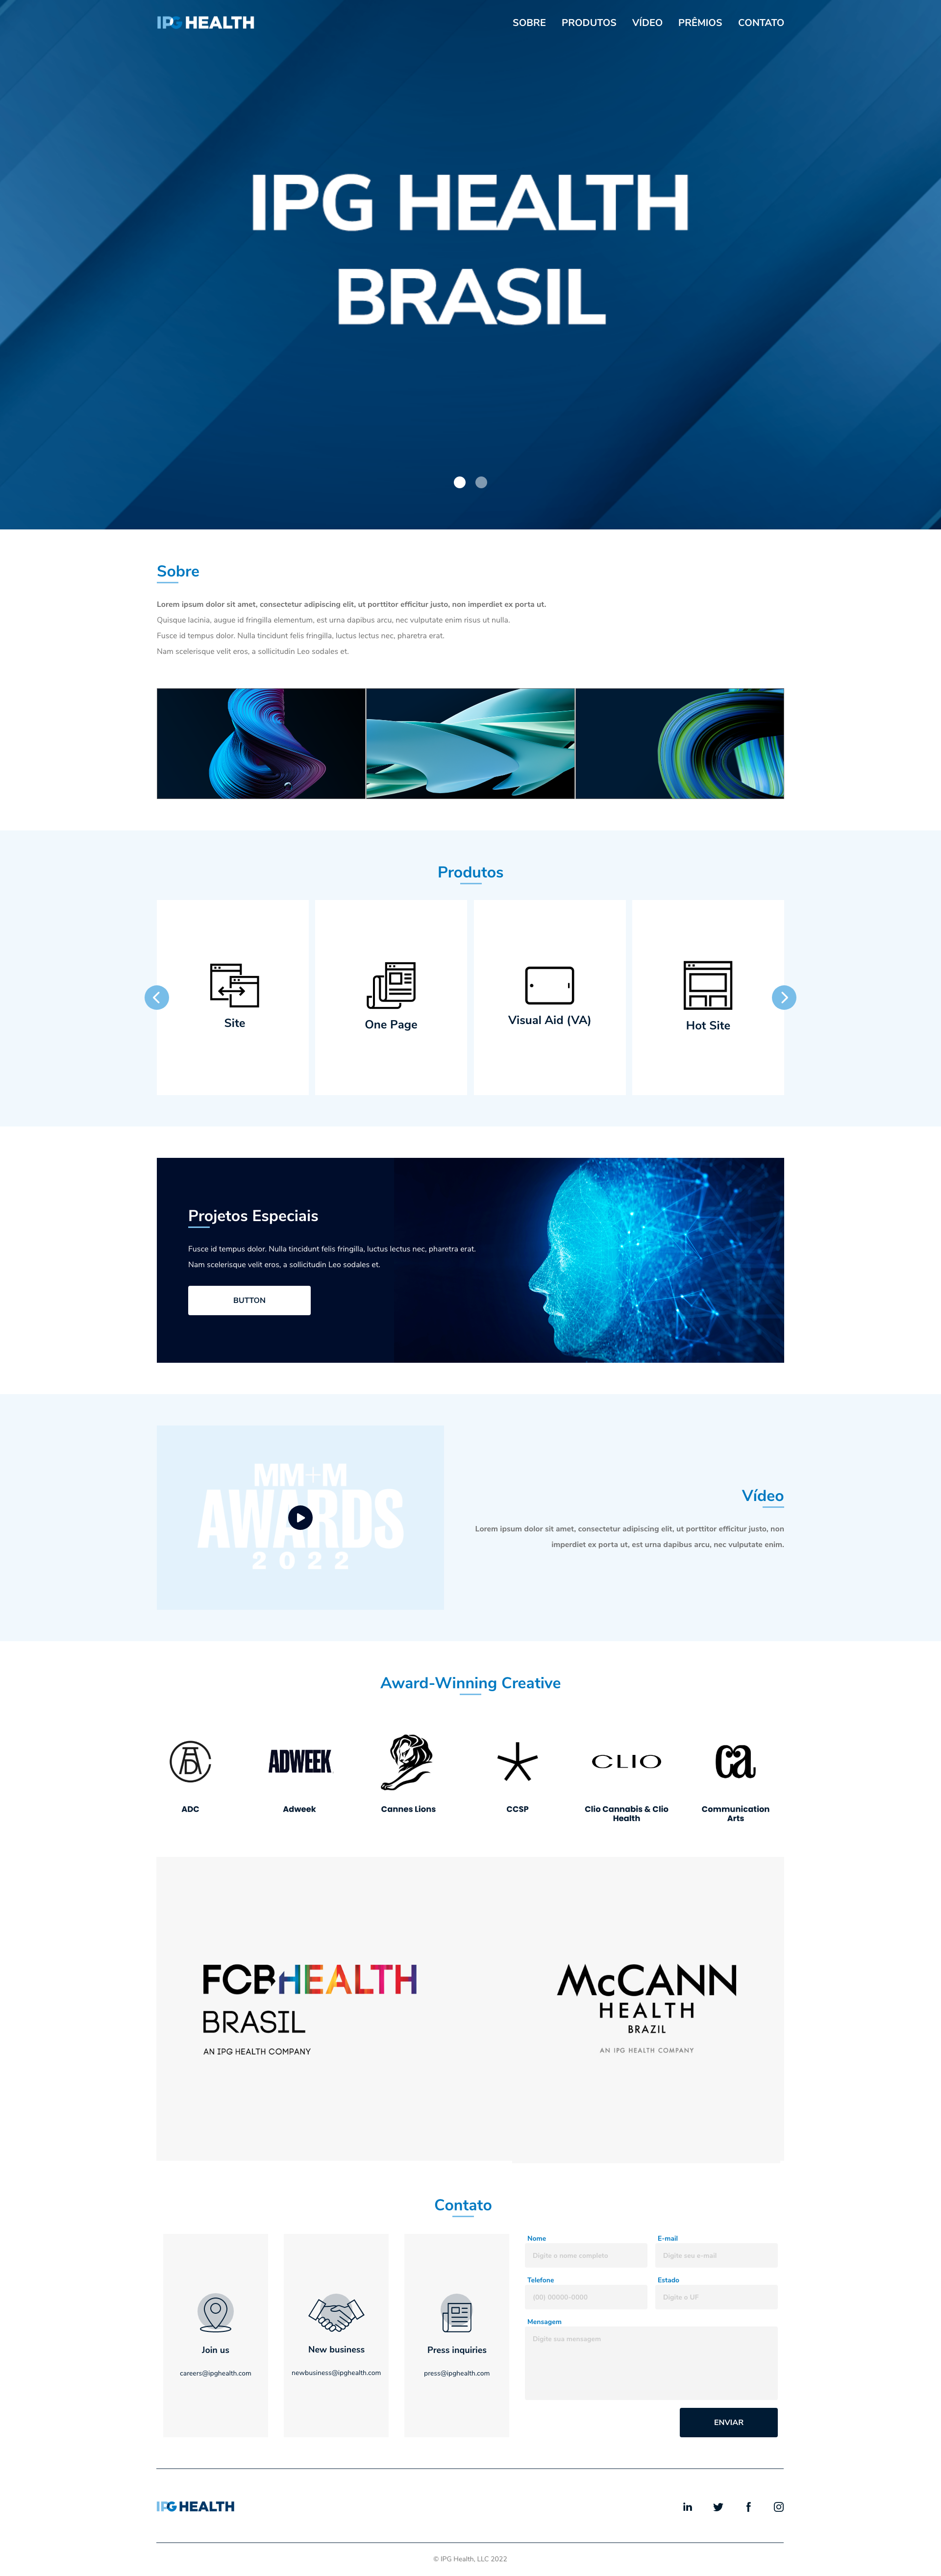 IPG HEALTH
SOBRE PRODUTOS VÍDEO PRÊMIOS CONTATO
IPG HEALTH
BRASIL
Sobre
Lorem ipsum dolor sit amet, consectetur adipiscing elit, ut porttitor efficitur justo, non imperdiet ex porta ut.
Quisque lacinia, augue id fringilla elementum, est urna dapibus arcu, nec vulputate enim risus ut nulla.
Fusce id tempus dolor. Nulla tincidunt felis fringilla, luctus lectus nec, pharetra erat.
Nam scelerisque velit eros, a sollicitudin Leo sodales et.
Produtos
Site
One Page
Visual Aid (VA)
Hot Site
Projetos Especiais
Fusce id tempus dolor. Nulla tincidunt felis fringilla, luctus lectus nec, pharetra erat.
Nam scelerisque velit eros, a sollicitudin Leo sodales et.
BUTTON
MM+M
AWARDS
2022
Vídeo
Lorem ipsum dolor sit amet, consectetur adipiscing elit, ut porttitor efficitur justo, non
imperdiet ex porta ut, est urna dapibus arcu, nec vulputate enim.
Award-Winning Creative
ADWEEK
CLIO
ca
ADC
Adweek
Cannes Lions
CCSP
Clio Cannabis & Clio
Health
Communication
Arts
FCBHEALTH
BRASIL
AN IPG HEALTH COMPANY
McCANN
HEALTH
BRAZIL
AN IPG HEALTH COMPANY
Contato
Join us
careers@ipghealth.com
New business
newbusiness@ipghealth.com
Press inquiries
press@ipghealth.com
Nome
Digite o nome completo
E-mail
Digite seu e-mail
Telefone
(00) 00000-0000
Estado
Digite o UF
Mensagem
Digite sua mensagem
ENVIAR
IPG HEALTH
© IPG Health, LLC 2022